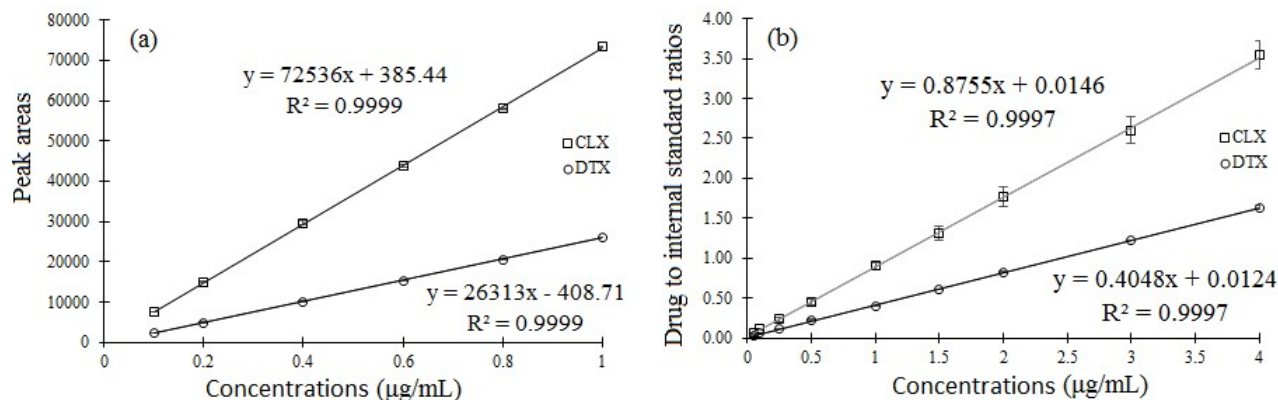 (a)
80000
70000
60000
50000
40000
30000
20000
10000
0
Peak areas
y = 72536x + 385.44
R² = 0.9999
CLX
DTX
y = 26313x - 408.71
R² = 0.9999
0 0.2 0.4 0.6 0.8 1
Concentrations (µg/mL)
(b)
4.00
3.50
3.00
2.50
2.00
1.50
1.00
0.50
0.00
Drug to internal standard ratios
y = 0.8755x + 0.0146
R² = 0.9997
CLX
DTX
y = 0.4048x + 0.0124
R² = 0.9997
0 0.5 1 1.5 2 2.5 3 3.5 4
Concentrations (µg/mL)